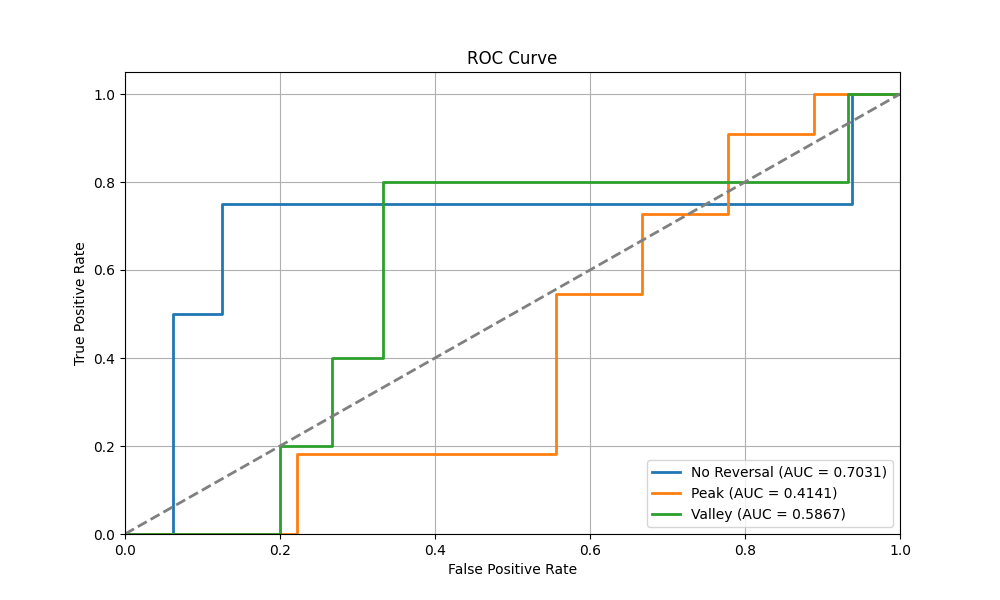 ROC Curve
True Positive Rate
1.0
0.8
0.6
0.4
0.2
0.0
No Reversal (AUC = 0.7031)
Peak (AUC = 0.4141)
Valley (AUC = 0.5867)
0.0 0.2 0.4 0.6 0.8 1.0
False Positive Rate